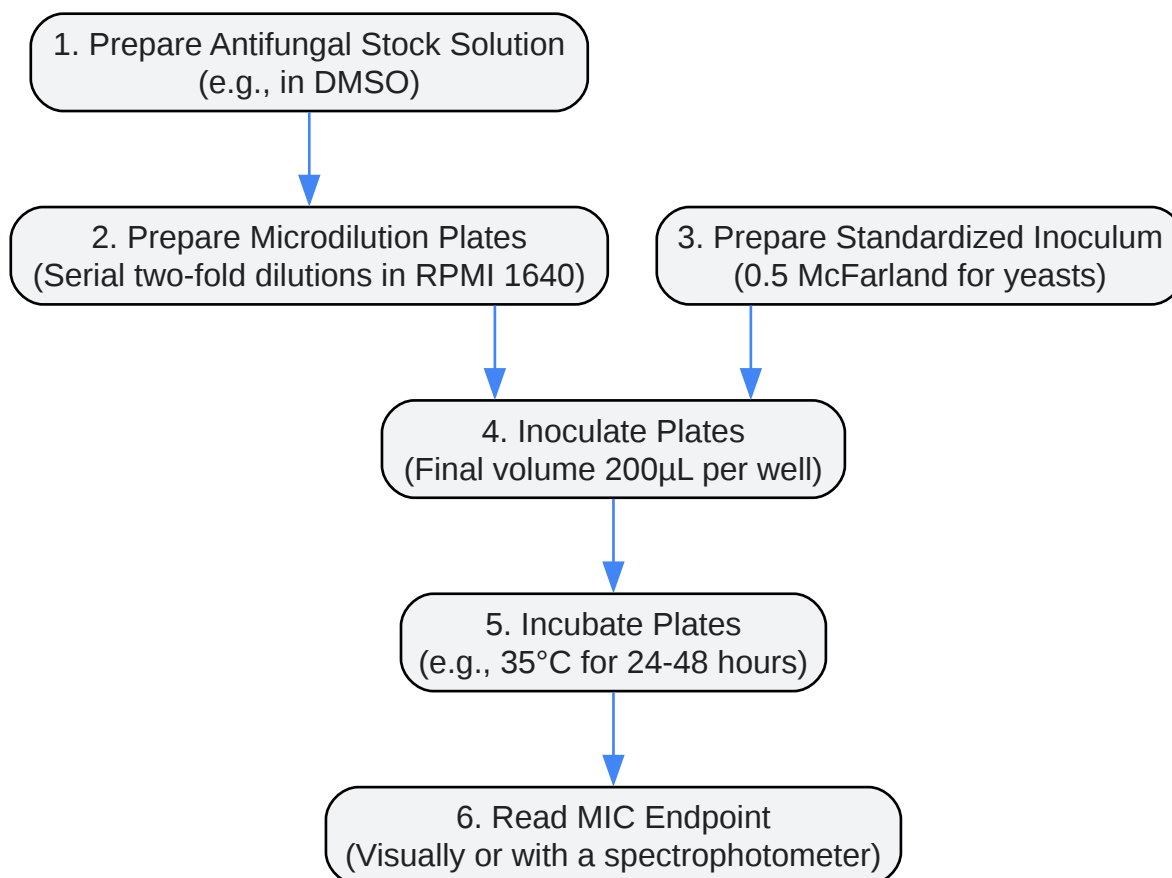 1. Prepare Antifungal Stock Solution
(e.g., in DMSO)
2. Prepare Microdilution Plates
(Serial two-fold dilutions in RPMI 1640)
3. Prepare Standardized Inoculum
(0.5 McFarland for yeasts)
4. Inoculate Plates
(Final volume 200µL per well)
5. Incubate Plates
(e.g., 35°C for 24-48 hours)
6. Read MIC Endpoint
(Visually or with a spectrophotometer)